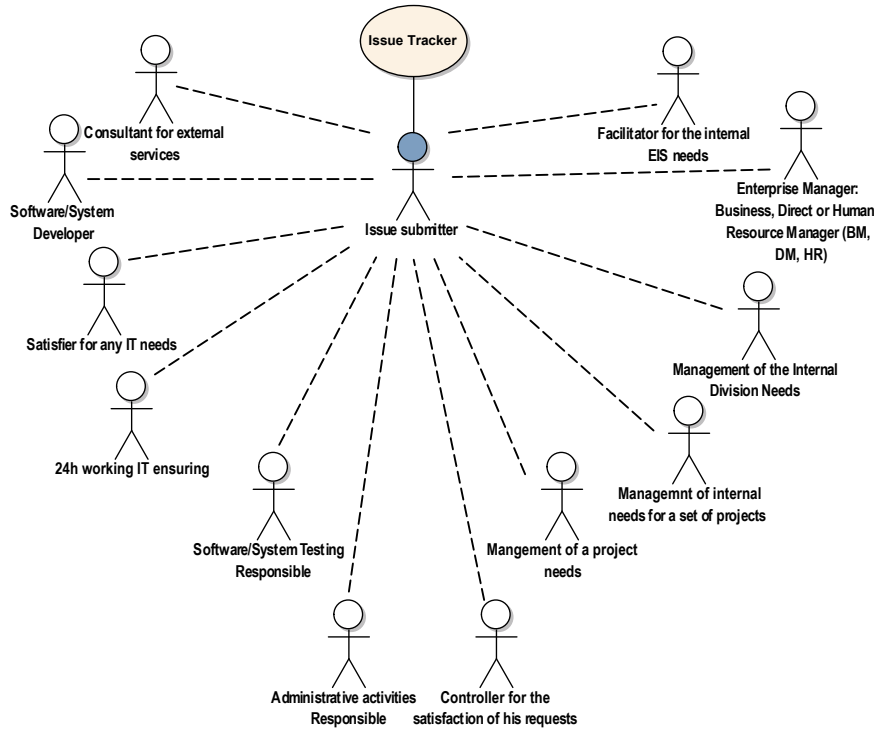 Issue Tracker
Consultant for external
services
Facilitator for the internal
EIS needs
Software/System
Developer
Issue submitter
Enterprise Manager:
Business, Direct or Human
Resource Manager (BM,
DM, HR)
Satisfier for any IT needs
Management of the Internal
Division Needs
24h working IT ensuring
Managemnt of internal
needs for a set of projects
Software/System Testing
Responsible
Mangement of a project
needs
Administrative activities
Responsible
Controller for the
satisfaction of his requests